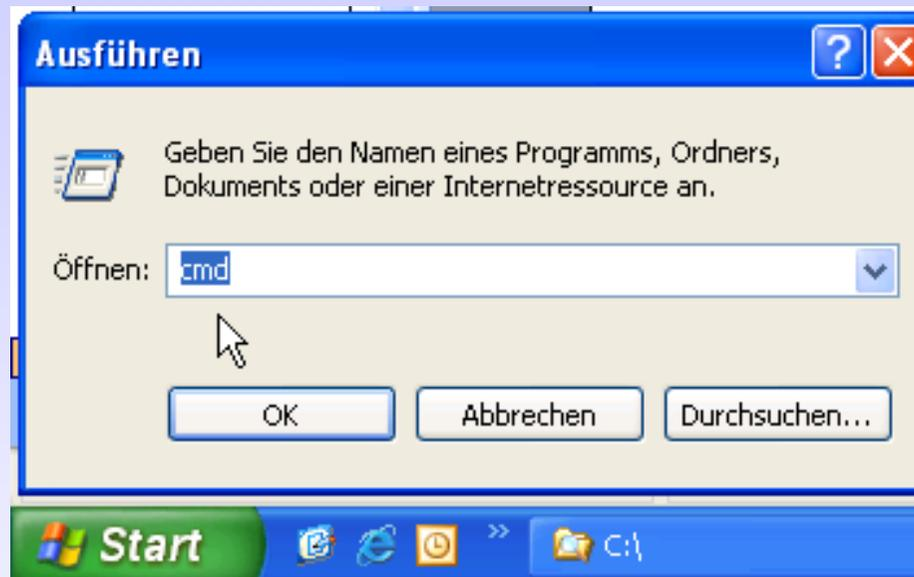 Ausführen
Geben Sie den Namen eines Programms, Ordners,
Dokuments oder einer Internetressource an.
Öffnen: cmd
OK Abbrechen Durchsuchen...
Start C:\